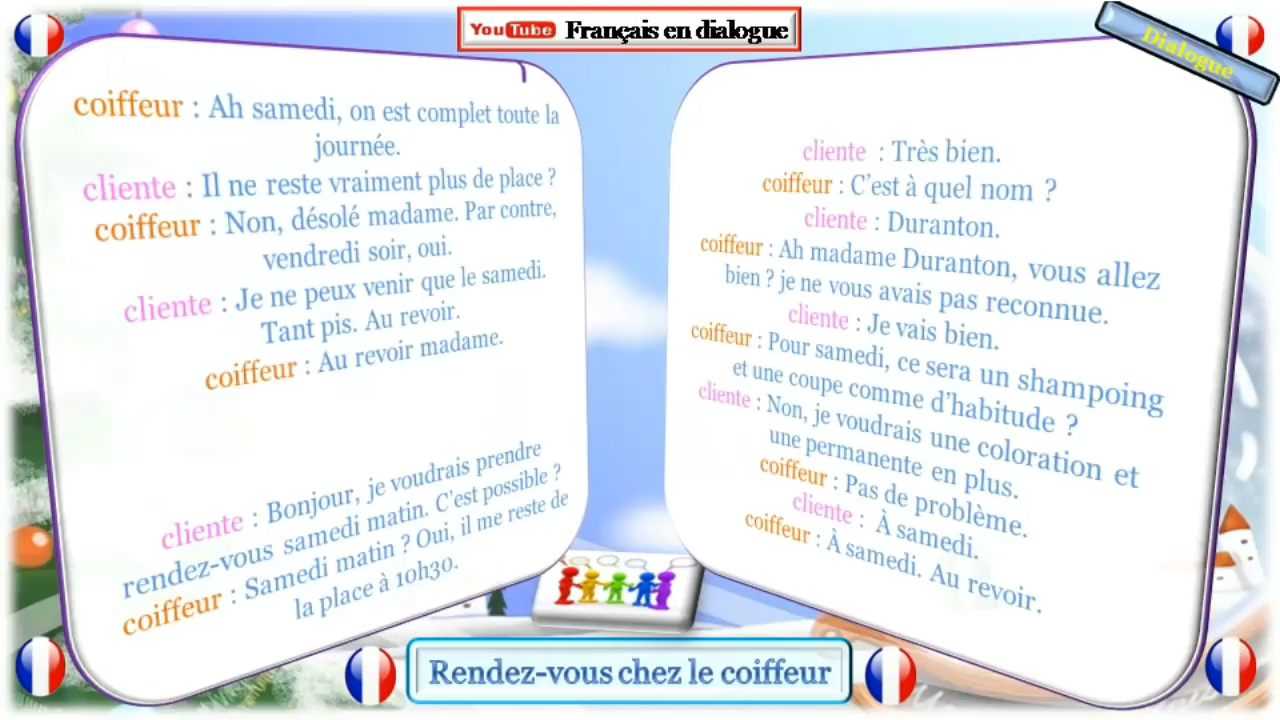 YouTube Français en dialogue
Dialogue
coiffeur : Ah samedi, on est complet toute la
journée.
cliente : Il ne reste vraiment plus de place ?
coiffeur : Non, désolé madame. Par contre,
vendredi soir, oui.
cliente : Je ne peux venir que le samedi.
Tant pis. Au revoir.
coiffeur : Au revoir madame.
cliente : Bonjour, je voudrais prendre
rendez-vous samedi matin. C'est possible ?
coiffeur : Samedi matin ? Oui, il me reste de
la place à 10h30.
cliente : Très bien.
coiffeur : C'est à quel nom ?
cliente : Duranton.
coiffeur : Ah madame Duranton, vous allez
bien ? je ne vous avais pas reconnue.
cliente : Je vais bien.
coiffeur : Pour samedi, ce sera un shampoing
et une coupe comme d'habitude ?
cliente : Non, je voudrais une coloration et
une permanente en plus.
coiffeur : Pas de problème.
cliente : À samedi.
coiffeur : À samedi. Au revoir.
Rendez-vous chez le coiffeur